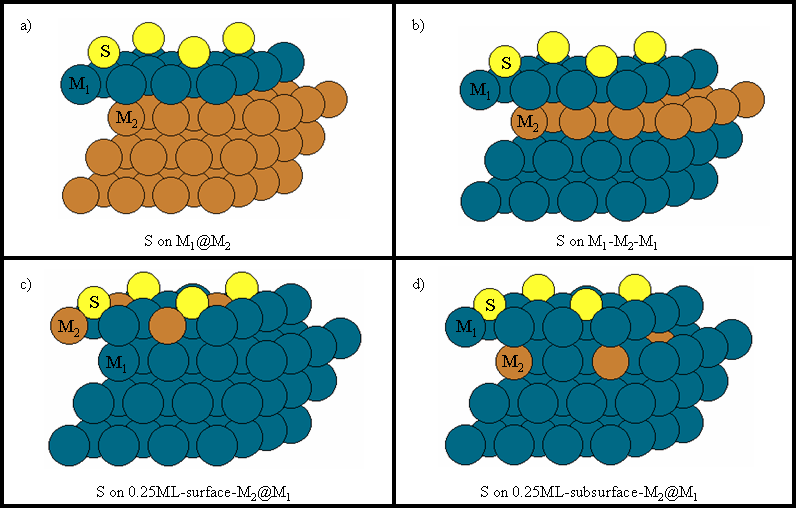 a)
S
M₁
M₂
S on M₁@M₂
b)
S
M₁
M₂
S on M₁-M₂-M₁
c)
S
M₂
M₁
S on 0.25ML-surface-M₂@M₁
d)
S
M₁
M₂
S on 0.25ML-subsurface-M₂@M₁